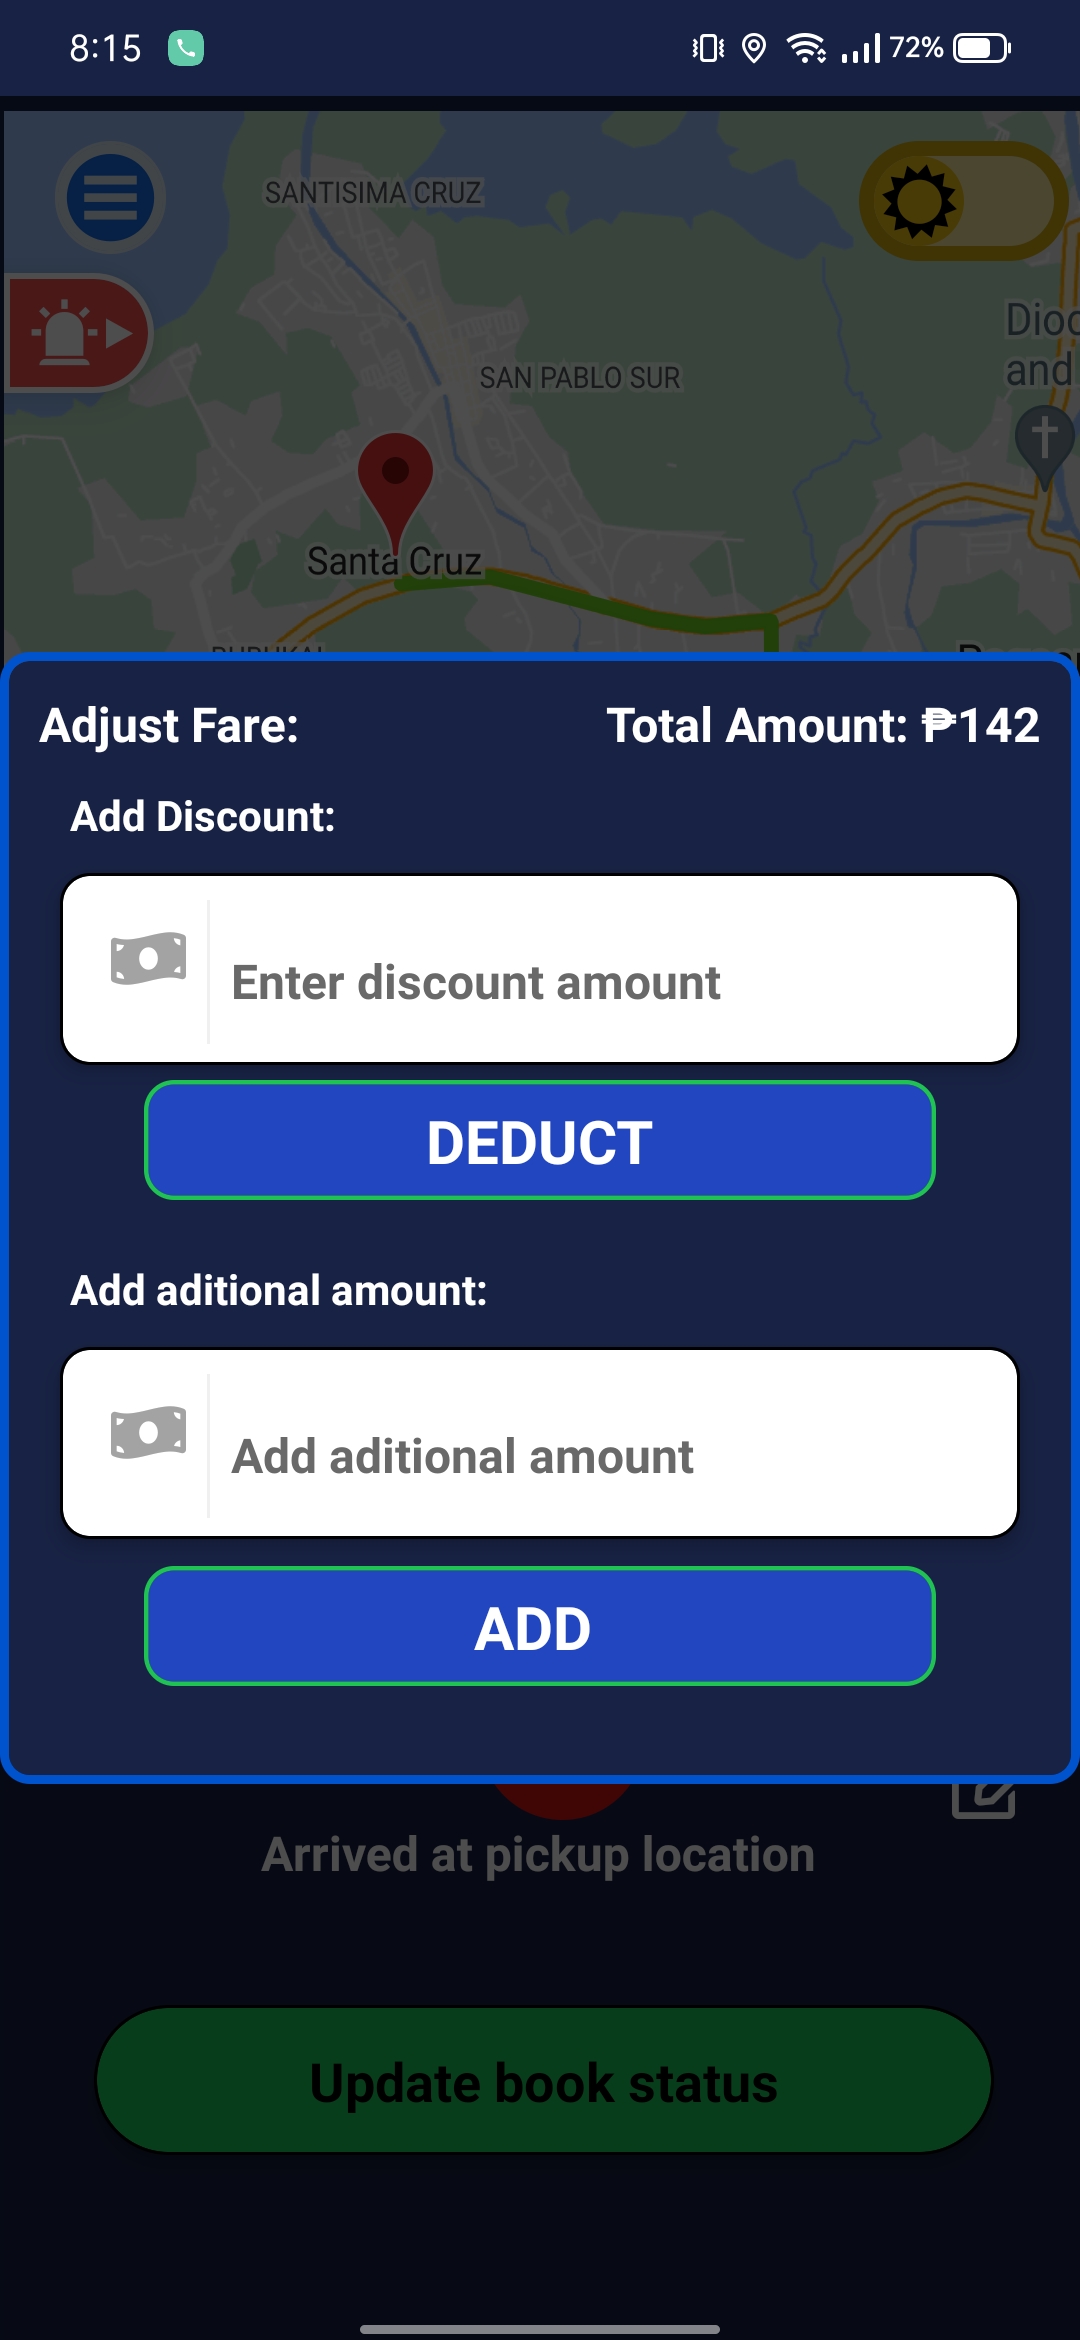 8:15
72%
SANTISIMA CRUZ
Dioc
and
SAN PABLO SUR
Santa Cruz
Adjust Fare:
Total Amount: ₱142
Add Discount:
Enter discount amount
DEDUCT
Add aditional amount:
Add aditional amount
ADD
Arrived at pickup location
Update book status